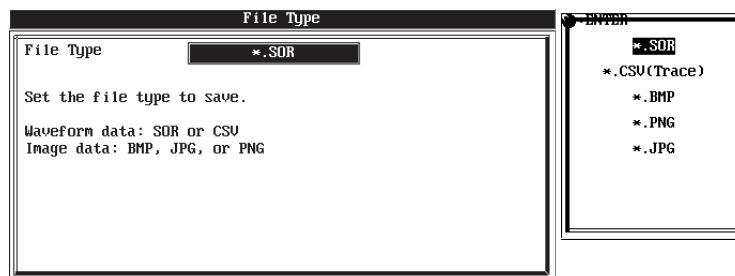 File Type
File Type *.SOR
Set the file type to save.
Waveform data: SOR or CSV
Image data: BMP, JPG, or PNG
ENTER
*.SOR
*.CSV(Trace)
*.BMP
*.PNG
*.JPG